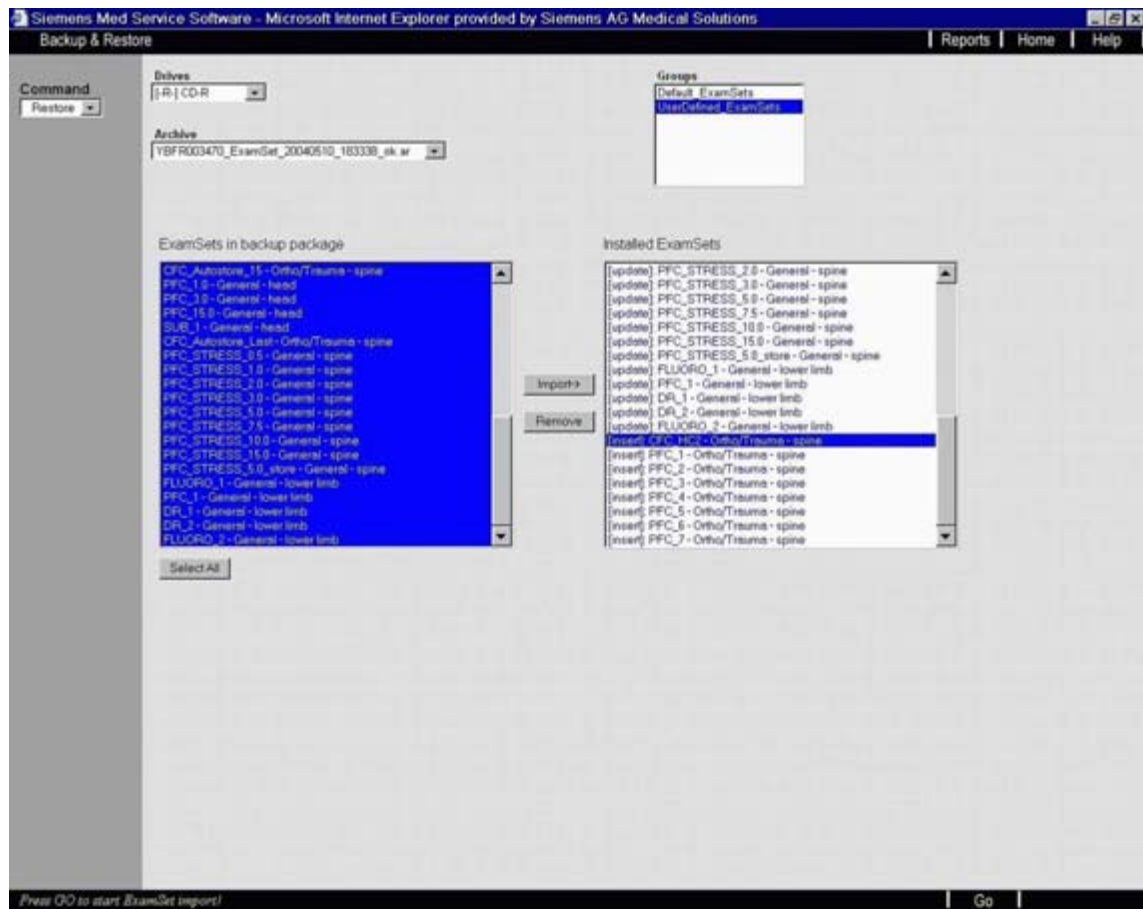 Siemens Med Service Software - Microsoft Internet Explorer provided by Siemens AG Medical Solutions
Backup & Restore
Reports
Home
Help
Command
Restore
Drives
[-R-] CD-R
Archive
YBFR003470_ExamSet_20040510_183338_ok.ar
Groups
Default_ExamSets
UserDefined_ExamSets
ExamSets in backup package
CFC_Autostore_15 - Ortho/Trauma - spine
PFC_1.0 - General - head
PFC_3.0 - General - head
PFC_15.0 - General - head
SUB_1 - General - head
CFC_Autostore_Last - Ortho/Trauma - spine
PFC_STRESS_0.5 - General - spine
PFC_STRESS_1.0 - General - spine
PFC_STRESS_2.0 - General - spine
PFC_STRESS_3.0 - General - spine
PFC_STRESS_5.0 - General - spine
PFC_STRESS_7.5 - General - spine
PFC_STRESS_10.0 - General - spine
PFC_STRESS_15.0 - General - spine
PFC_STRESS_5.0_store - General - spine
FLUORO_1 - General - lower limb
PFC_1 - General - lower limb
DR_1 - General - lower limb
DR_2 - General - lower limb
FLUORO_2 - General - lower limb
Select All
Import->
Remove
Installed ExamSets
[update]: PFC_STRESS_2.0 - General - spine
[update]: PFC_STRESS_3.0 - General - spine
[update]: PFC_STRESS_5.0 - General - spine
[update]: PFC_STRESS_7.5 - General - spine
[update]: PFC_STRESS_10.0 - General - spine
[update]: PFC_STRESS_15.0 - General - spine
[update]: PFC_STRESS_5.0_store - General - spine
[update]: FLUORO_1 - General - lower limb
[update]: PFC_1 - General - lower limb
[update]: DR_1 - General - lower limb
[update]: DR_2 - General - lower limb
[update]: FLUORO_2 - General - lower limb
[insert]: CFC_HC2 - Ortho/Trauma - spine
[insert]: PFC_1 - Ortho/Trauma - spine
[insert]: PFC_2 - Ortho/Trauma - spine
[insert]: PFC_3 - Ortho/Trauma - spine
[insert]: PFC_4 - Ortho/Trauma - spine
[insert]: PFC_5 - Ortho/Trauma - spine
[insert]: PFC_6 - Ortho/Trauma - spine
[insert]: PFC_7 - Ortho/Trauma - spine
Press GO to start ExamSet import!
Go